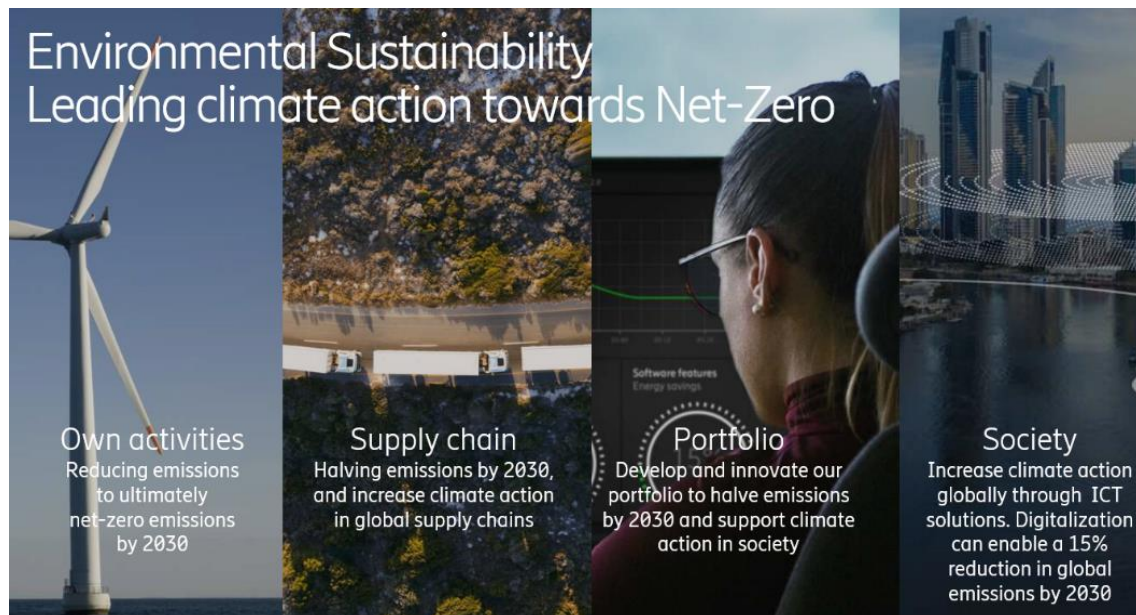 Environmental Sustainability
Leading climate action towards Net-Zero
Software features
Energy savings
Own activities
Reducing emissions
to ultimately
net-zero emissions
by 2030
Supply chain
Halving emissions by 2030,
and increase climate action
in global supply chains
Portfolio
Develop and innovate our
portfolio to halve emissions
by 2030 and support climate
action in society
Society
Increase climate action
globally through ICT
solutions. Digitalization
can enable a 15%
reduction in global
emissions by 2030